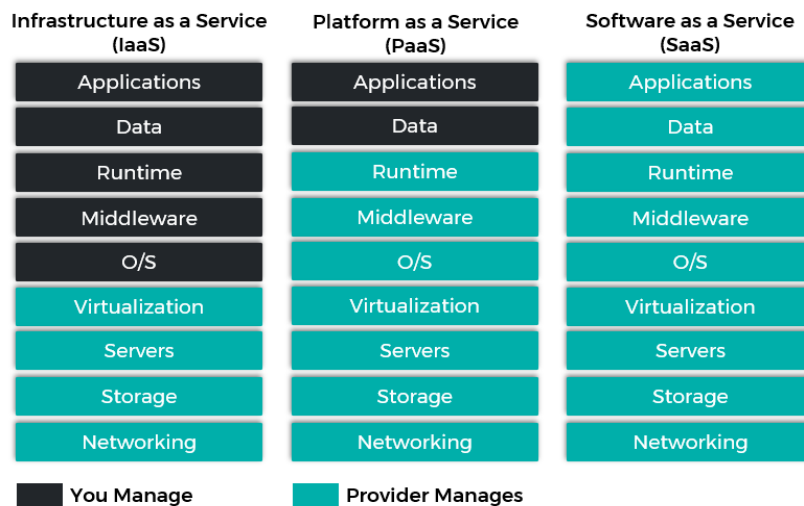 Infrastructure as a Service
(IaaS)
Applications
Data
Runtime
Middleware
O/S
Virtualization
Servers
Storage
Networking
Platform as a Service
(PaaS)
Applications
Data
Runtime
Middleware
O/S
Virtualization
Servers
Storage
Networking
Software as a Service
(SaaS)
Applications
Data
Runtime
Middleware
O/S
Virtualization
Servers
Storage
Networking
You Manage
Provider Manages